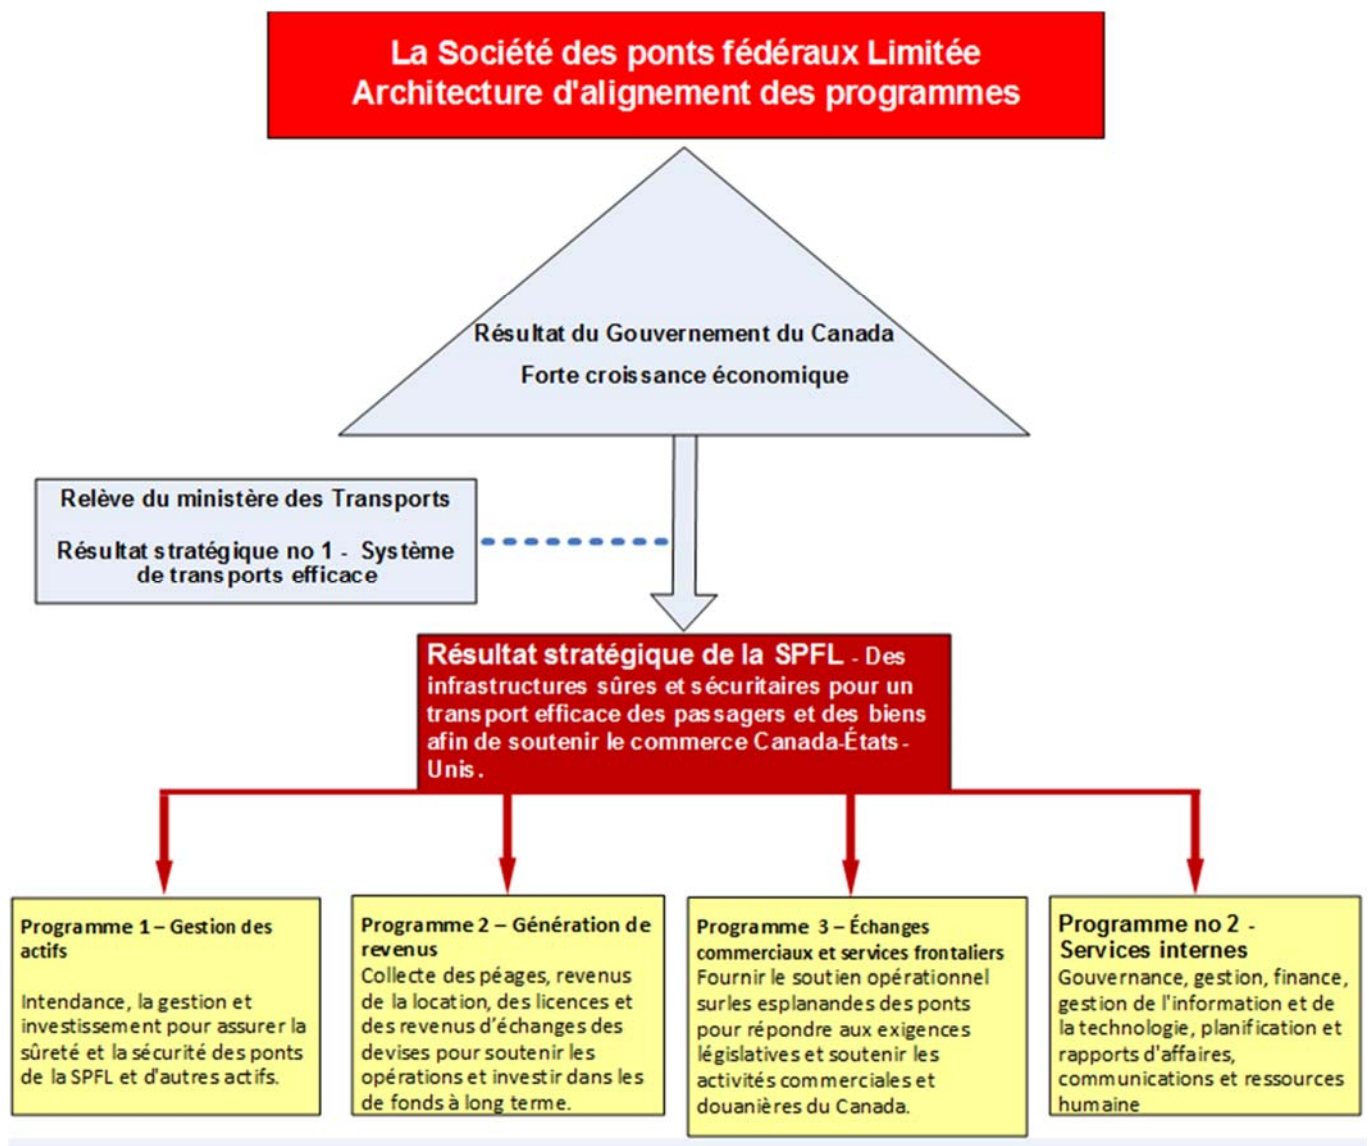 La Société des ponts fédéraux Limitée
Architecture d'alignement des programmes
Résultat du Gouvernement du Canada
Forte croissance économique
Relève du ministère des Transports
Résultat stratégique no 1 - Système
de transports efficace
Résultat stratégique de la SPFL - Des
infrastructures sûres et sécuritaires pour un
transport efficace des passagers et des biens
afin de soutenir le commerce Canada-États-
Unis.
Programme 1 – Gestion des
actifs
Intendance, la gestion et
investissement pour assurer la
sûreté et la sécurité des ponts
de la SPFL et d'autres actifs.
Programme 2 – Génération de
revenus
Collecte des péages, revenus
de la location, des licences et
des revenus d’échanges des
devises pour soutenir les
opérations et investir dans les
de fonds à long terme.
Programme 3 – Échanges
commerciaux et services frontaliers
Fournir le soutien opérationnel
surles esplanandes des ponts
pour répondre aux exigences
législatives et soutenir les
activités commerciales et
douanières du Canada.
Programme no 2 -
Services internes
Gouvernance, gestion, finance,
gestion de l'information et de
la technologie, planification et
rapports d'affaires,
communications et ressources
humaine